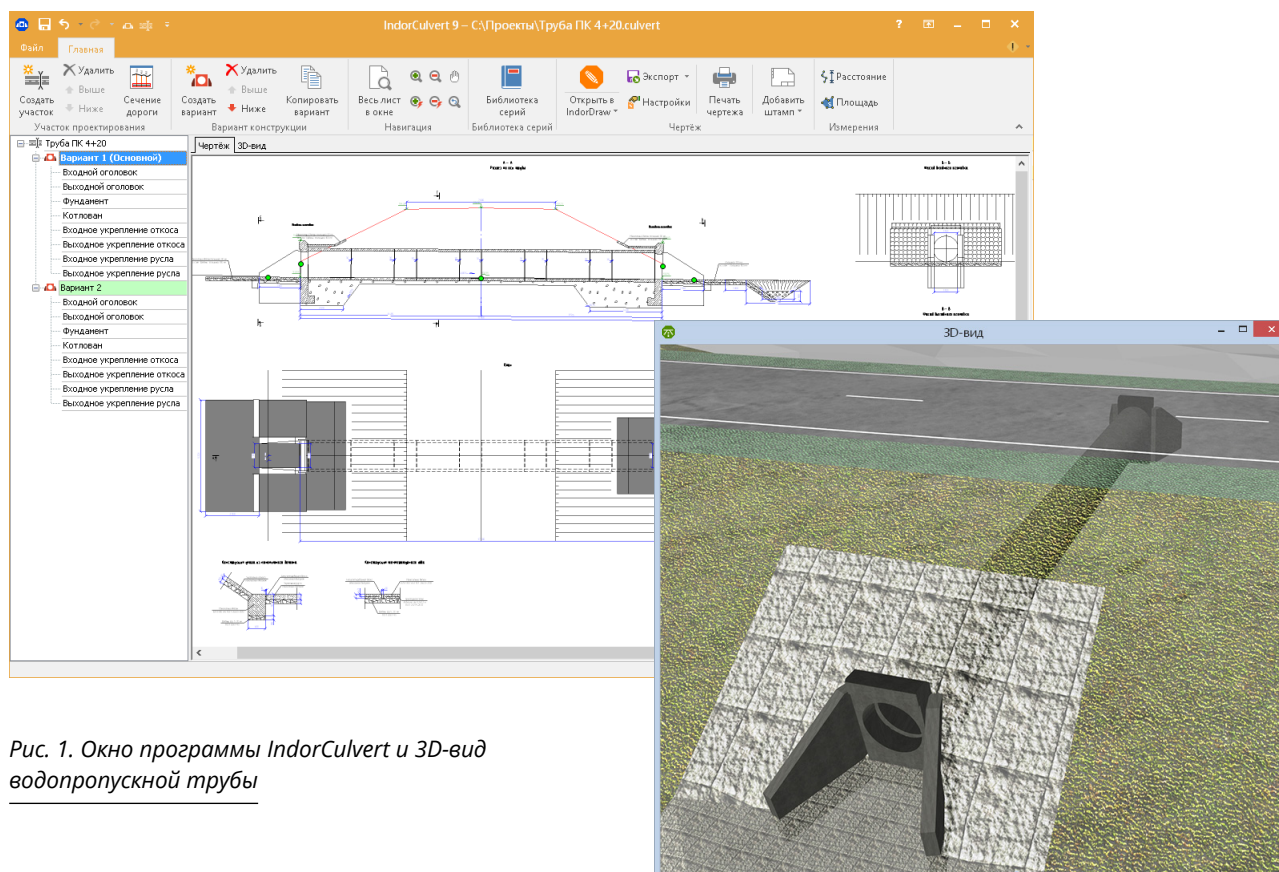 IndorCulvert 9 – C:\Проекты\Труба ПК 4+20.culvert
Файл
Главная
Создать участок
Удалить
Выше
Ниже
Сечение дороги
Участок проектирования
Создать вариант
Удалить
Выше
Ниже
Копировать вариант
Вариант конструкции
Весь лист в окне
Навигация
Библиотека серий
Библиотека серий
Открыть в IndorDraw
Экспорт
Настройки
Печать чертежа
Добавить штамп
Чертёж
Расстояние
Площадь
Измерения
Труба ПК 4+20
Вариант 1 (Основной)
Входной оголовок
Выходной оголовок
Фундамент
Котлован
Входное укрепление откоса
Выходное укрепление откоса
Входное укрепление русла
Выходное укрепление русла
Вариант 2
Входной оголовок
Выходной оголовок
Фундамент
Котлован
Входное укрепление откоса
Выходное укрепление откоса
Входное укрепление русла
Выходное укрепление русла
Чертёж
3D-вид
3D-вид
Рис. 1. Окно программы IndorCulvert и 3D-вид
водопропускной трубы